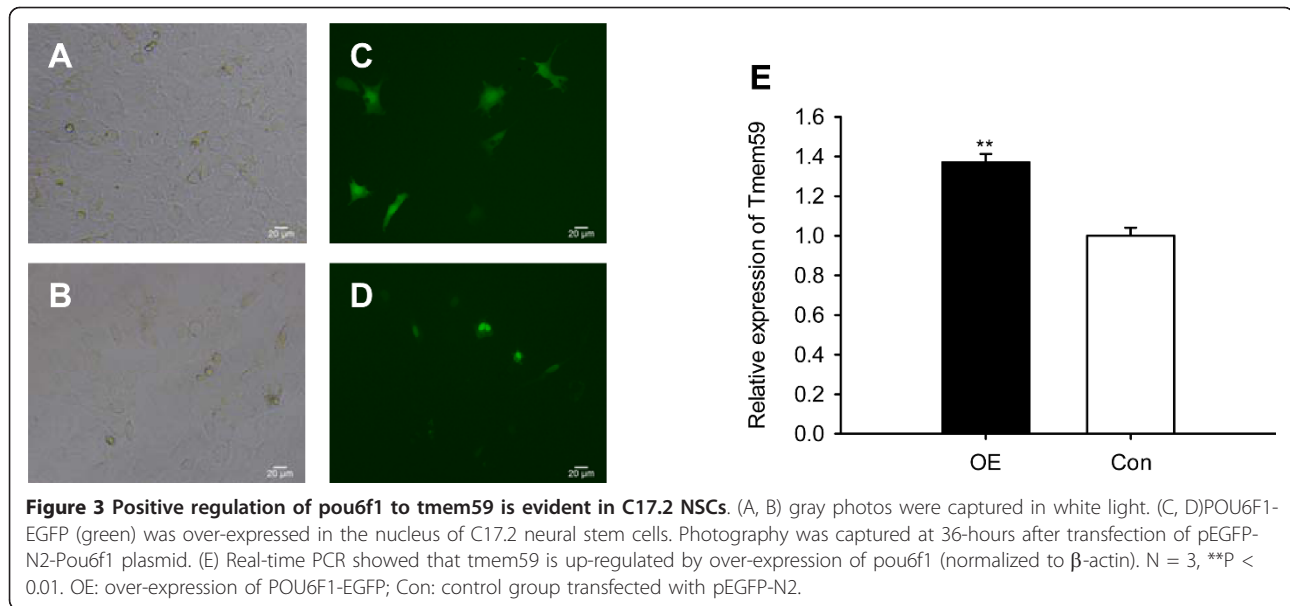 A
C
20 µm
20 µm
B
D
20 µm
20 µm
E
Relative expression of Tmem59
1.6
1.4
1.2
1.0
0.8
0.6
0.4
0.2
0.0
**
OE
Con
Figure 3 Positive regulation of pou6f1 to tmem59 is evident in C17.2 NSCs. (A, B) gray photos were captured in white light. (C, D)POU6F1-
EGFP (green) was over-expressed in the nucleus of C17.2 neural stem cells. Photography was captured at 36-hours after transfection of pEGFP-
N2-Pou6f1 plasmid. (E) Real-time PCR showed that tmem59 is up-regulated by over-expression of pou6f1 (normalized to β-actin). N = 3, **P <
0.01. OE: over-expression of POU6F1-EGFP; Con: control group transfected with pEGFP-N2.